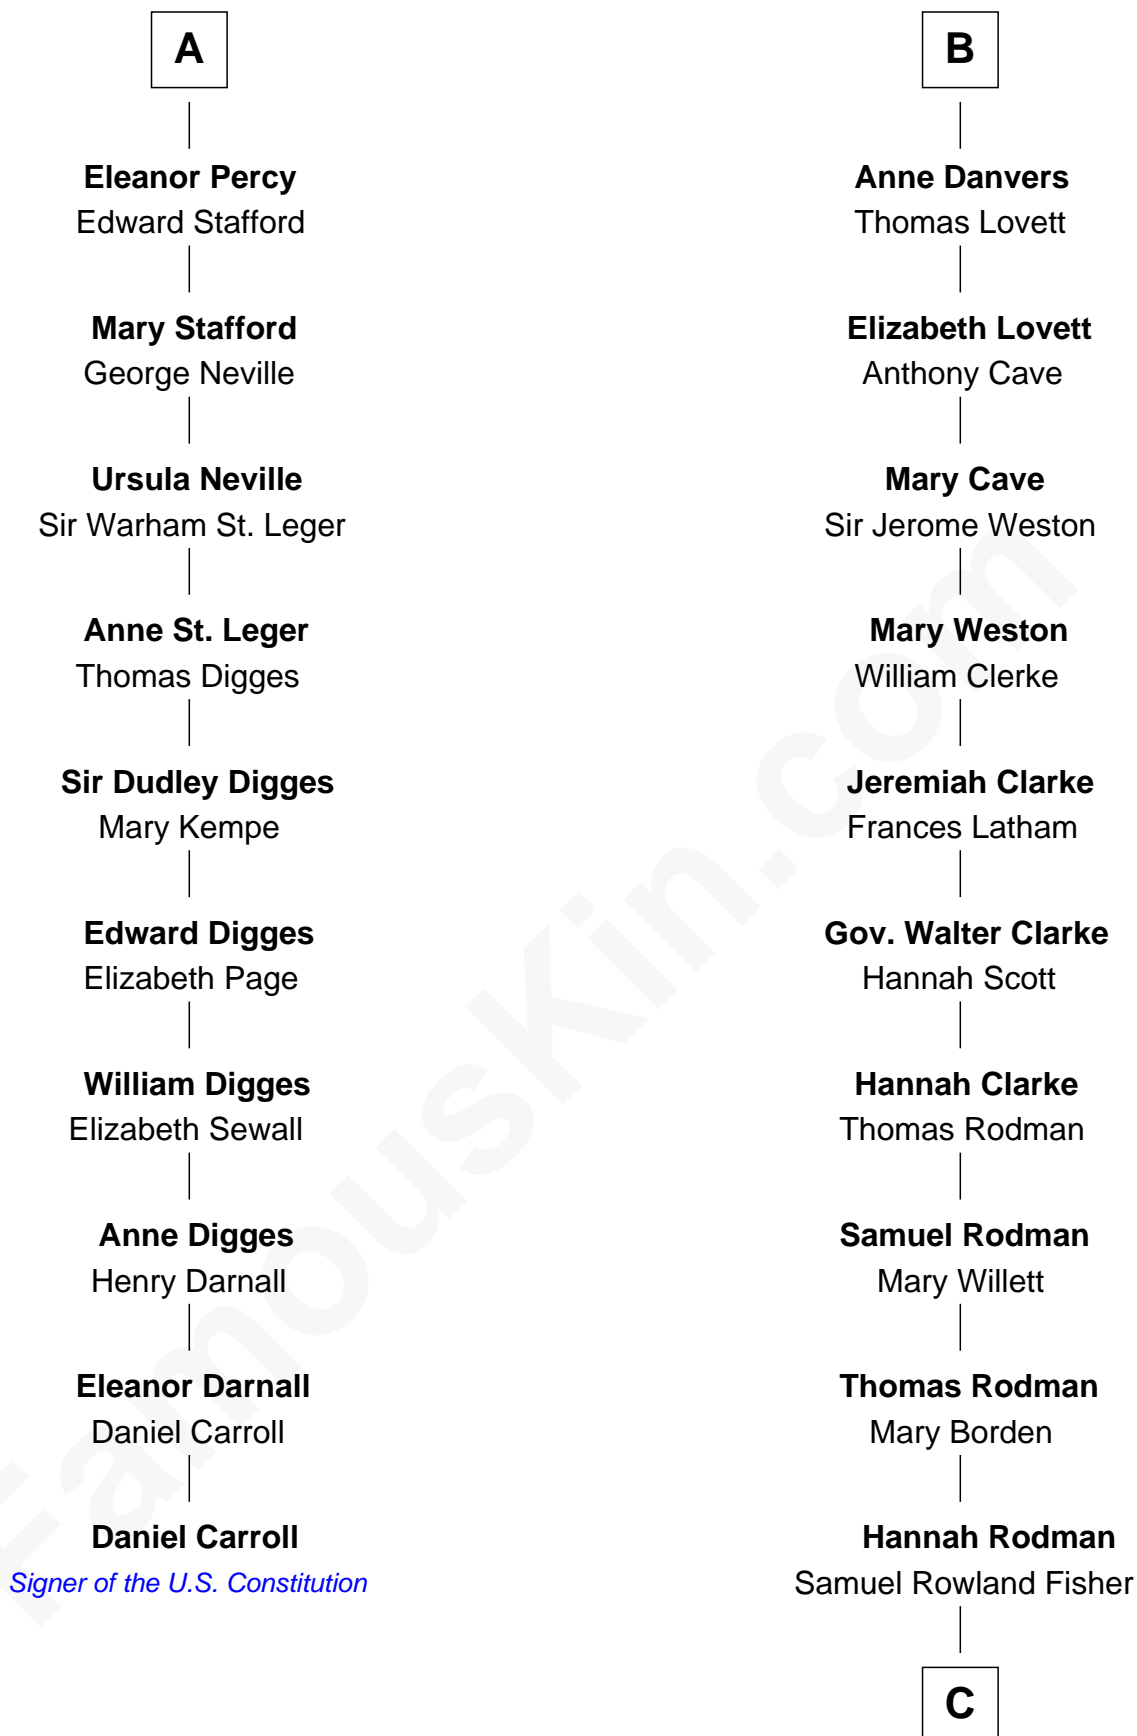 A
Eleanor Percy
Edward Stafford
Mary Stafford
George Neville
Ursula Neville
Sir Warham St. Leger
Anne St. Leger
Thomas Digges
Sir Dudley Digges
Mary Kempe
Edward Digges
Elizabeth Page
William Digges
Elizabeth Sewall
Anne Digges
Henry Darnall
Eleanor Darnall
Daniel Carroll
Daniel Carroll
Signer of the U.S. Constitution
B
Anne Danvers
Thomas Lovett
Elizabeth Lovett
Anthony Cave
Mary Cave
Sir Jerome Weston
Mary Weston
William Clerke
Jeremiah Clarke
Frances Latham
Gov. Walter Clarke
Hannah Scott
Hannah Clarke
Thomas Rodman
Samuel Rodman
Mary Willett
Thomas Rodman
Mary Borden
Hannah Rodman
Samuel Rowland Fisher
C
FamousKin.com